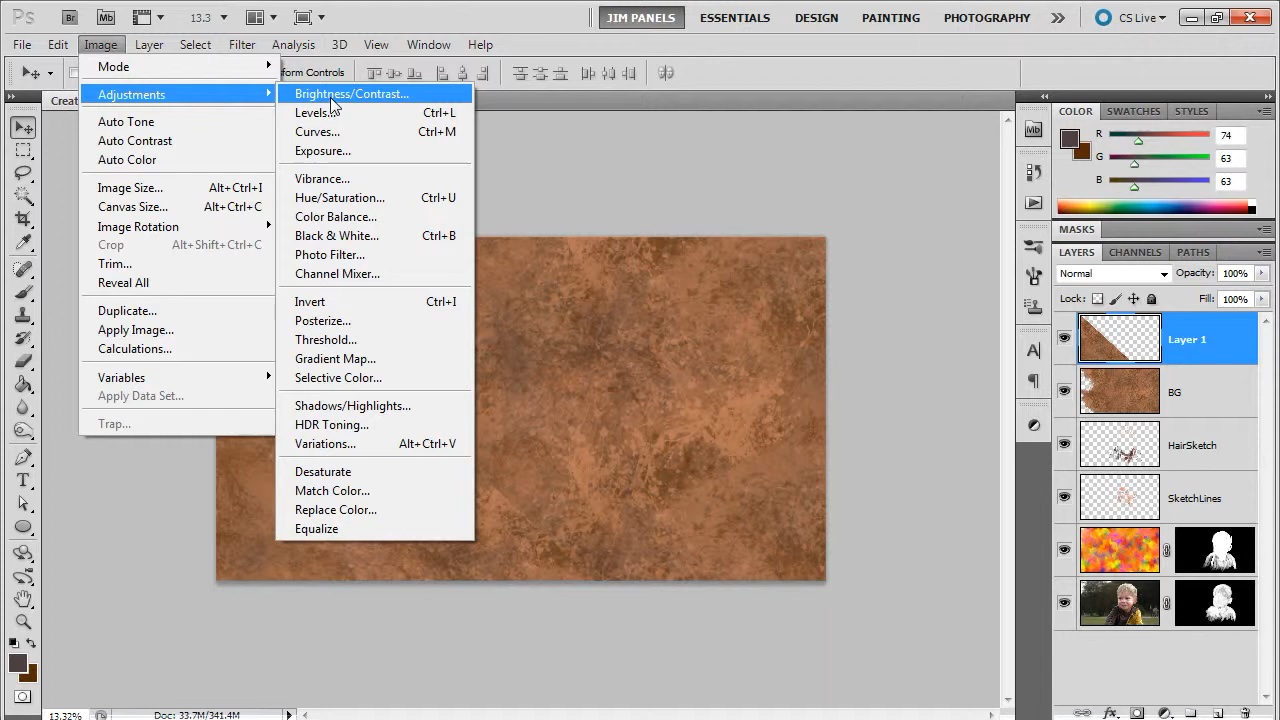 Ps Br Mb 13.3 JIM PANELS ESSENTIALS DESIGN PAINTING PHOTOGRAPHY CS Live
File Edit Image Layer Select Filter Analysis 3D View Window Help
form Controls
Creat
Mode
Adjustments
Auto Tone
Auto Contrast
Auto Color
Image Size... Alt+Ctrl+I
Canvas Size... Alt+Ctrl+C
Image Rotation
Crop Alt+Shift+Ctrl+C
Trim...
Reveal All
Duplicate...
Apply Image...
Calculations...
Variables
Apply Data Set...
Trap...
Brightness/Contrast...
Levels... Ctrl+L
Curves... Ctrl+M
Exposure...
Vibrance...
Hue/Saturation... Ctrl+U
Color Balance...
Black & White... Ctrl+B
Photo Filter...
Channel Mixer...
Invert Ctrl+I
Posterize...
Threshold...
Gradient Map...
Selective Color...
Shadows/Highlights...
HDR Toning...
Variations... Alt+Ctrl+V
Desaturate
Match Color...
Replace Color...
Equalize
Mb
COLOR SWATCHES STYLES
R 74
G 63
B 63
MASKS
LAYERS CHANNELS PATHS
Normal Opacity: 100%
Lock: Fill: 100%
Layer 1
BG
HairSketch
SketchLines
13.32% Doc: 33.7M/341.4M